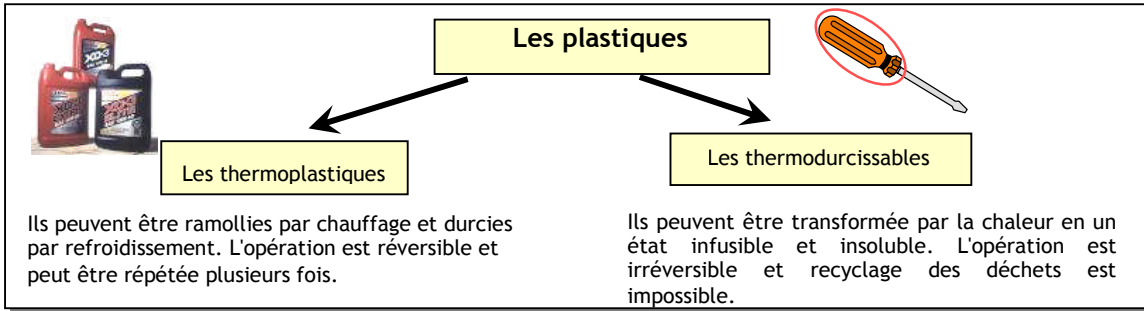 Les plastiques
Les thermoplastiques
Les thermodurcissables
Ils peuvent être ramollies par chauffage et durcies
par refroidissement. L'opération est réversible et
peut être répétée plusieurs fois.
Ils peuvent être transformée par la chaleur en un
état infusible et insoluble. L'opération est
irréversible et recyclage des déchets est
impossible.